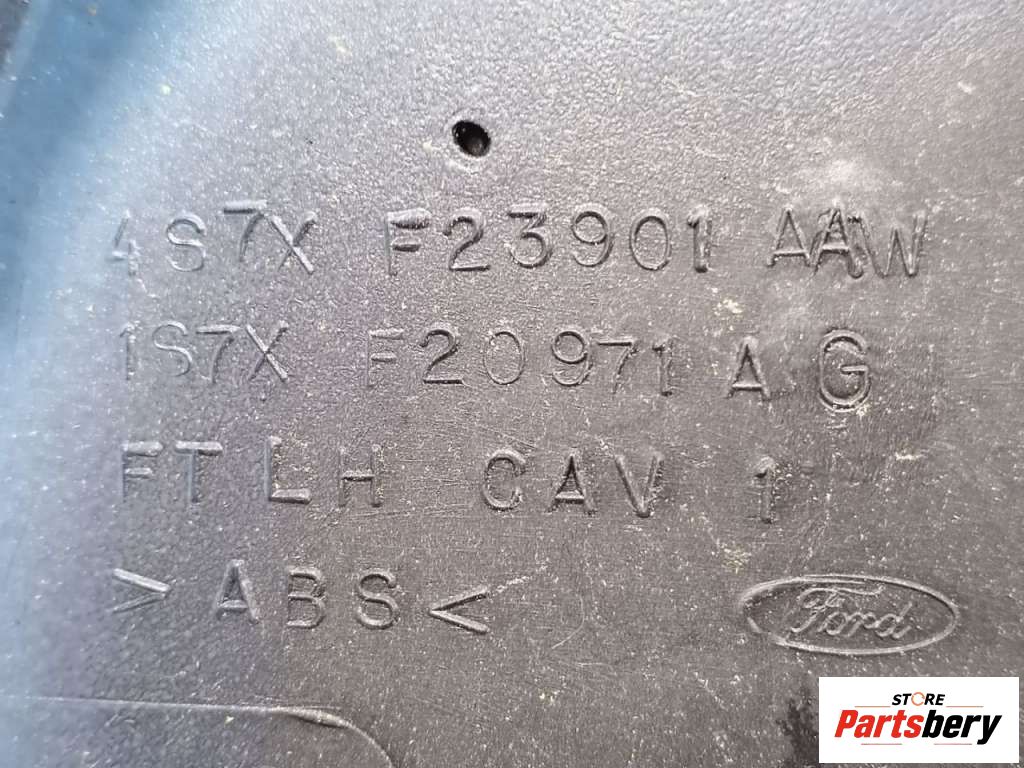 4S7X F23901 AAW
1S7X F20971 A G
FT LH CAV 1
>ABS<
Ford
STORE
Partsbery